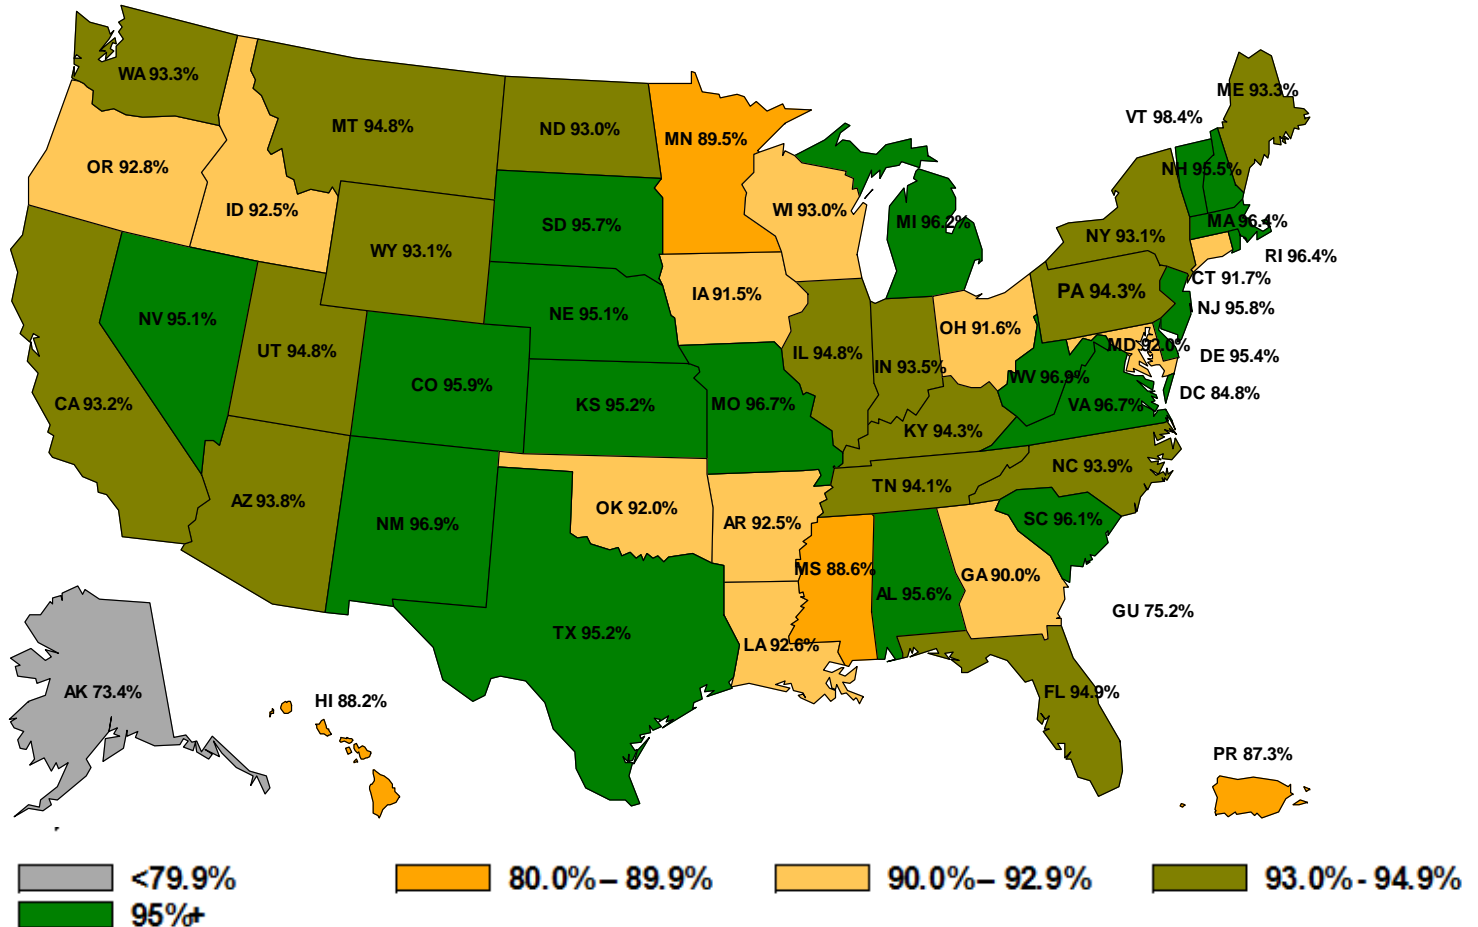 WA 93.3%
ME 93.3%
VT 98.4%
MT 94.8%
ND 93.0%
MN 89.5%
OR 92.8%
NH 95.5%
ID 92.5%
WI 93.0%
SD 95.7%
MI 96.2%
MA 96.4%
NY 93.1%
WY 93.1%
RI 96.4%
CT 91.7%
PA 94.3%
IA 91.5%
NJ 95.8%
NE 95.1%
NV 95.1%
OH 91.6%
MD 92.0%
UT 94.8%
IL 94.8%
DE 95.4%
IN 93.5%
WV 96.9%
CO 95.9%
DC 84.8%
CA 93.2%
KS 95.2%
MO 96.7%
VA 96.7%
KY 94.3%
NC 93.9%
TN 94.1%
AZ 93.8%
OK 92.0%
NM 96.9%
AR 92.5%
SC 96.1%
MS 88.6%
GA 90.0%
AL 95.6%
GU 75.2%
TX 95.2%
LA 92.6%
AK 73.4%
FL 94.9%
HI 88.2%
PR 87.3%
<79.9%
80.0%– 89.9%
90.0%– 92.9%
93.0% - 94.9%
95%+